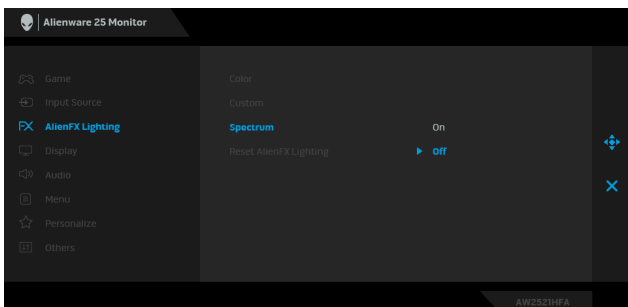 Alienware 25 Monitor
Game
Input Source
FX AlienFX Lighting
Display
Audio
Menu
Personalize
Others
Color
Custom
Spectrum On
Reset AlienFX Lighting Off
AW2521HFA